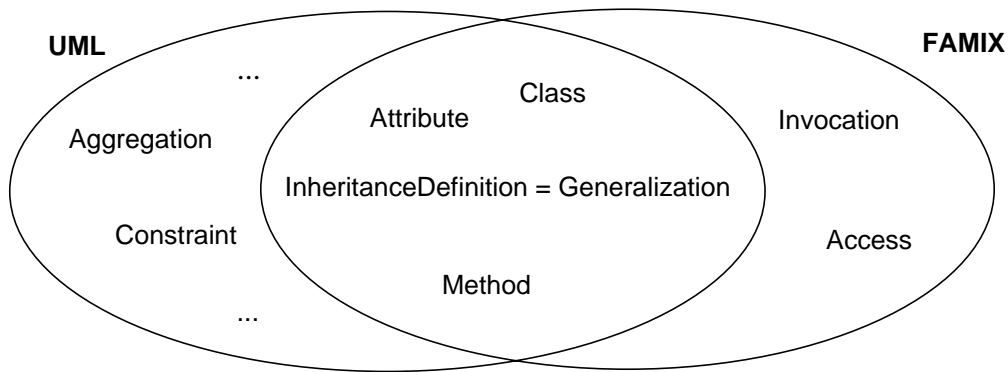 UML
FAMIX
...
Class
Attribute
Invocation
Aggregation
InheritanceDefinition = Generalization
Constraint
Access
Method
...